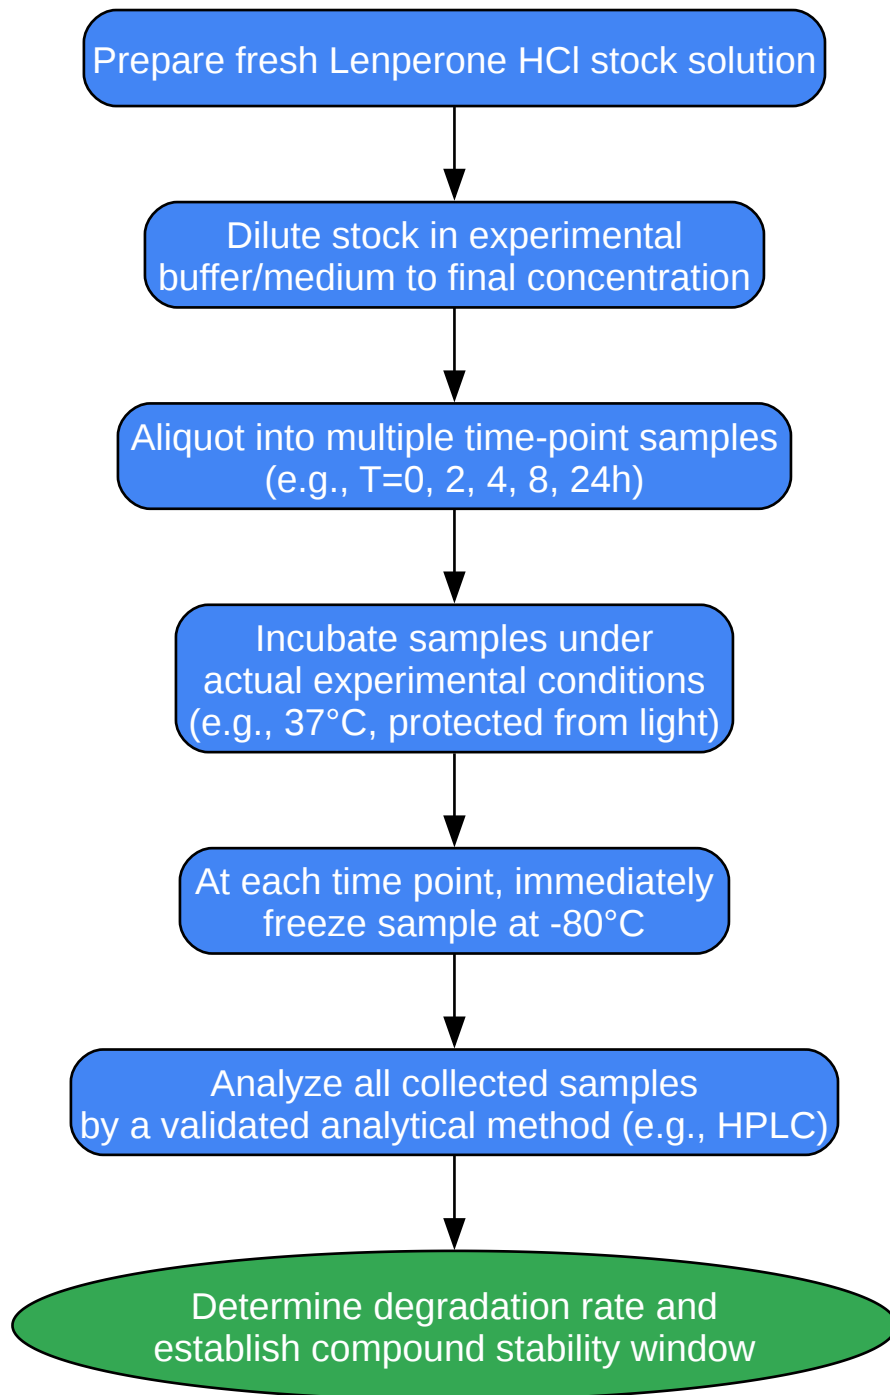 Prepare fresh Lenperone HCl stock solution
Dilute stock in experimental
buffer/medium to final concentration
Aliquot into multiple time-point samples
(e.g., T=0, 2, 4, 8, 24h)
Incubate samples under
actual experimental conditions
(e.g., 37°C, protected from light)
At each time point, immediately
freeze sample at -80°C
Analyze all collected samples
by a validated analytical method (e.g., HPLC)
Determine degradation rate and
establish compound stability window